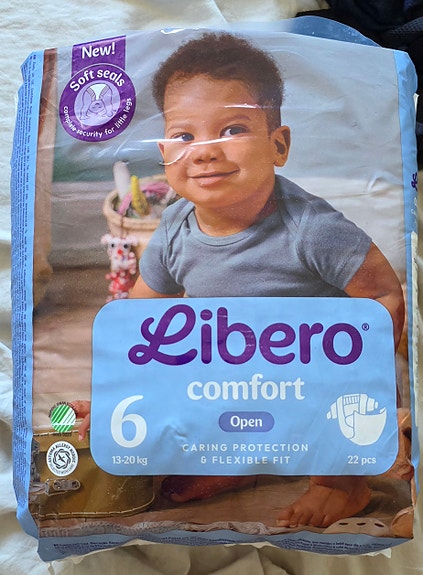 New!
Soft seals
complete security for little legs
Libero®
comfort
6
Open
13-20 kg
CARING PROTECTION
& FLEXIBLE FIT
22 pcs